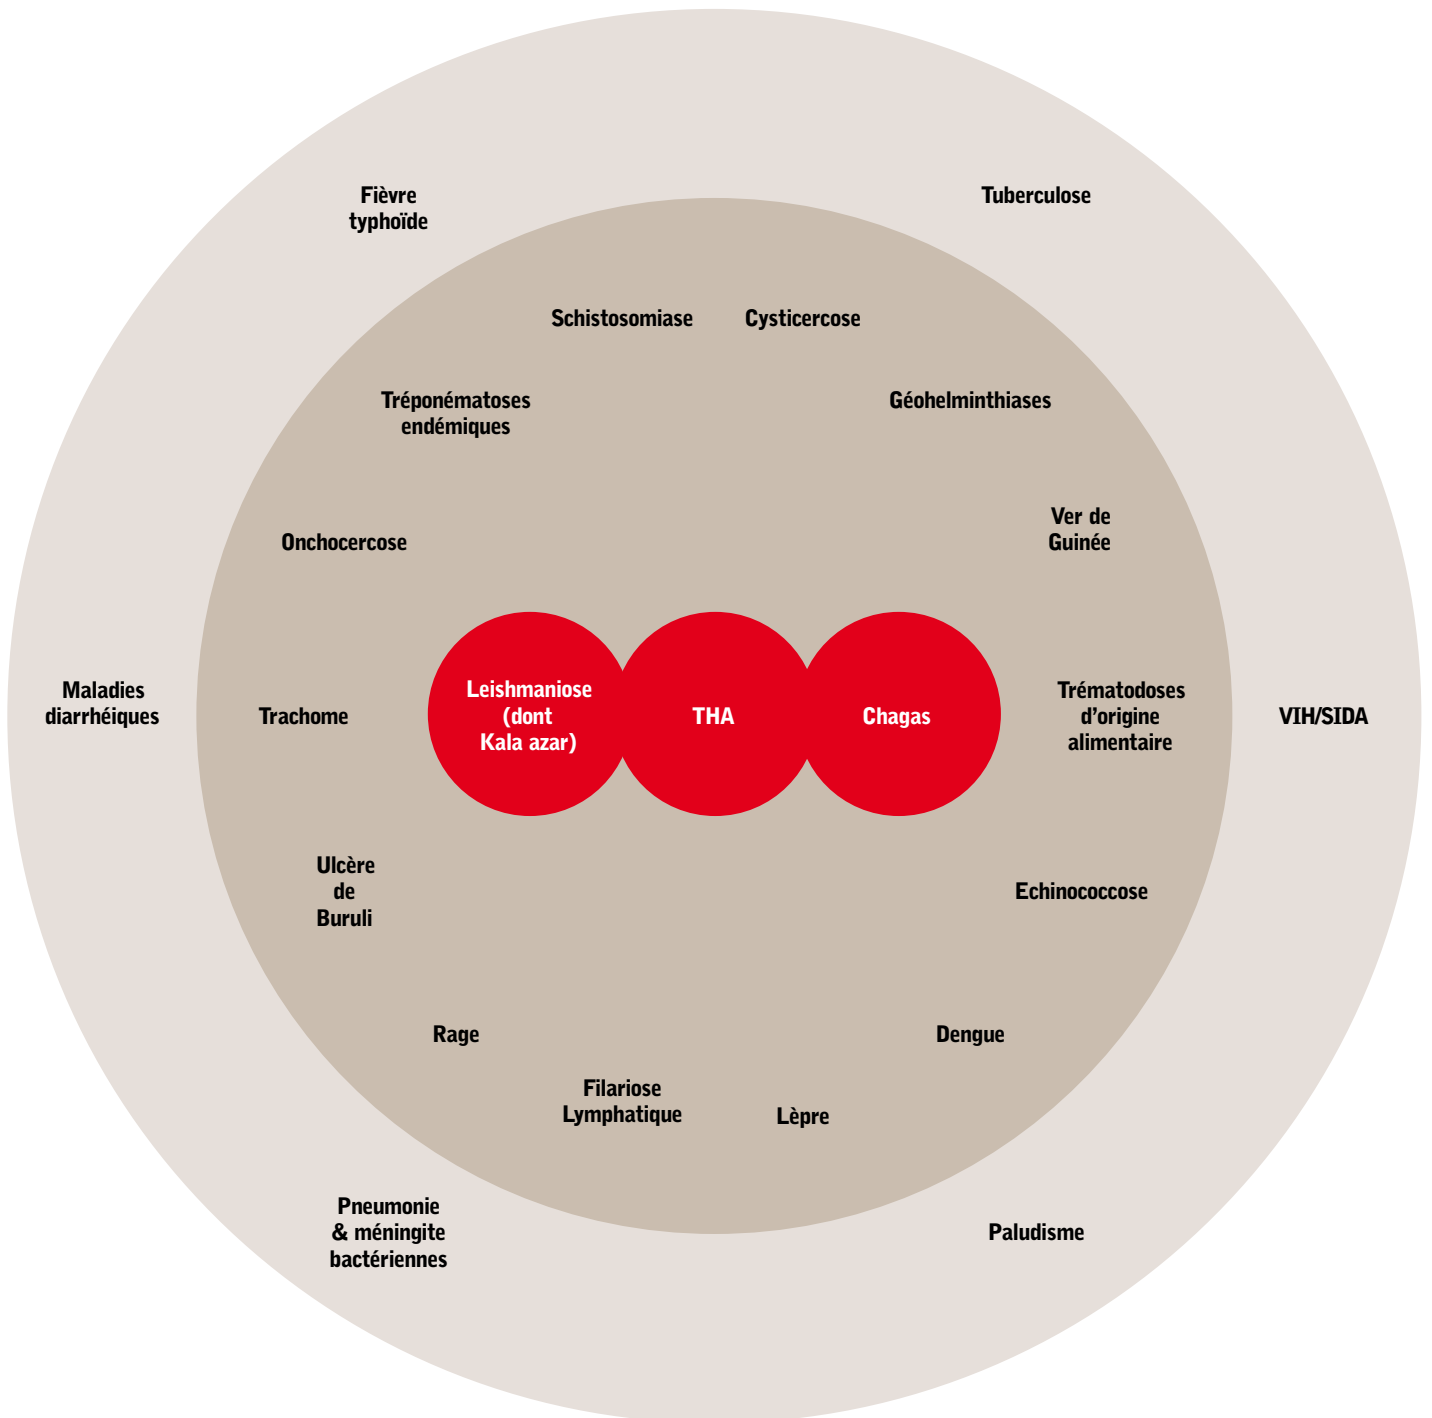 Fièvre
typhoïde
Tuberculose
Schistosomiase
Cysticercose
Tréponématoses
endémiques
Géohelminthiases
Onchocercose
Ver de
Guinée
Maladies
diarrhéiques
Trachome
Leishmaniose
(dont
Kala azar)
THA
Chagas
Trématodoses
d’origine
alimentaire
VIH/SIDA
Ulcère
de
Buruli
Echinococcose
Rage
Dengue
Filariose
Lymphatique
Lèpre
Pneumonie
& méningite
bactériennes
Paludisme